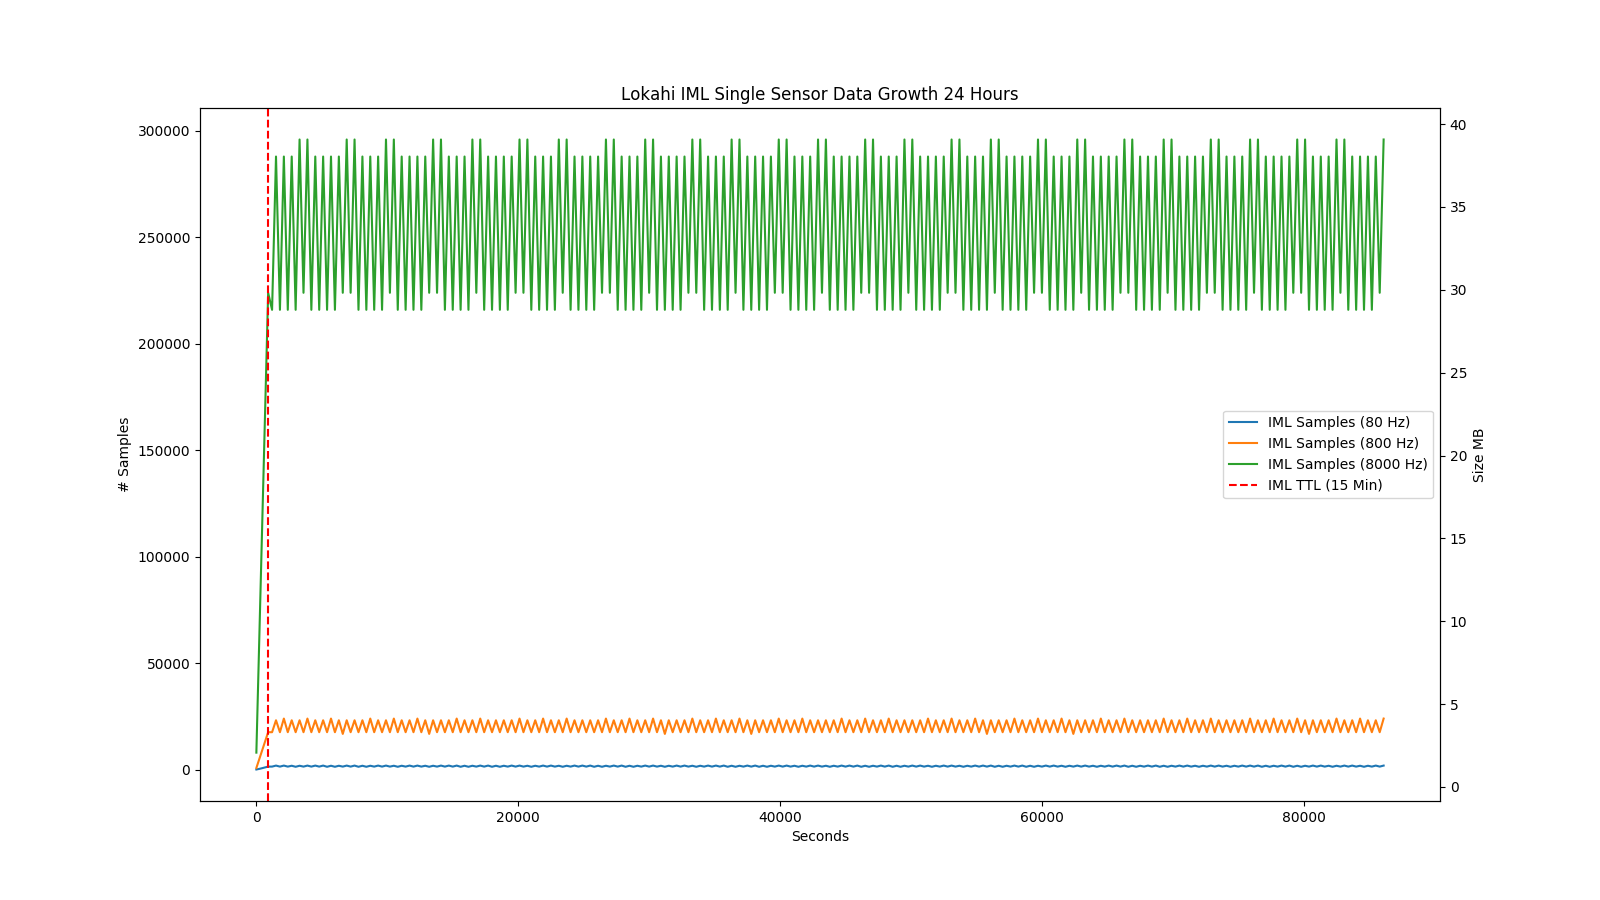 Lokahi IML Single Sensor Data Growth 24 Hours
300000
250000
200000
150000
100000
50000
0
# Samples
40
35
30
25
20
15
10
5
0
Size MB
IML Samples (80 Hz)
IML Samples (800 Hz)
IML Samples (8000 Hz)
IML TTL (15 Min)
0 20000 40000 60000 80000
Seconds